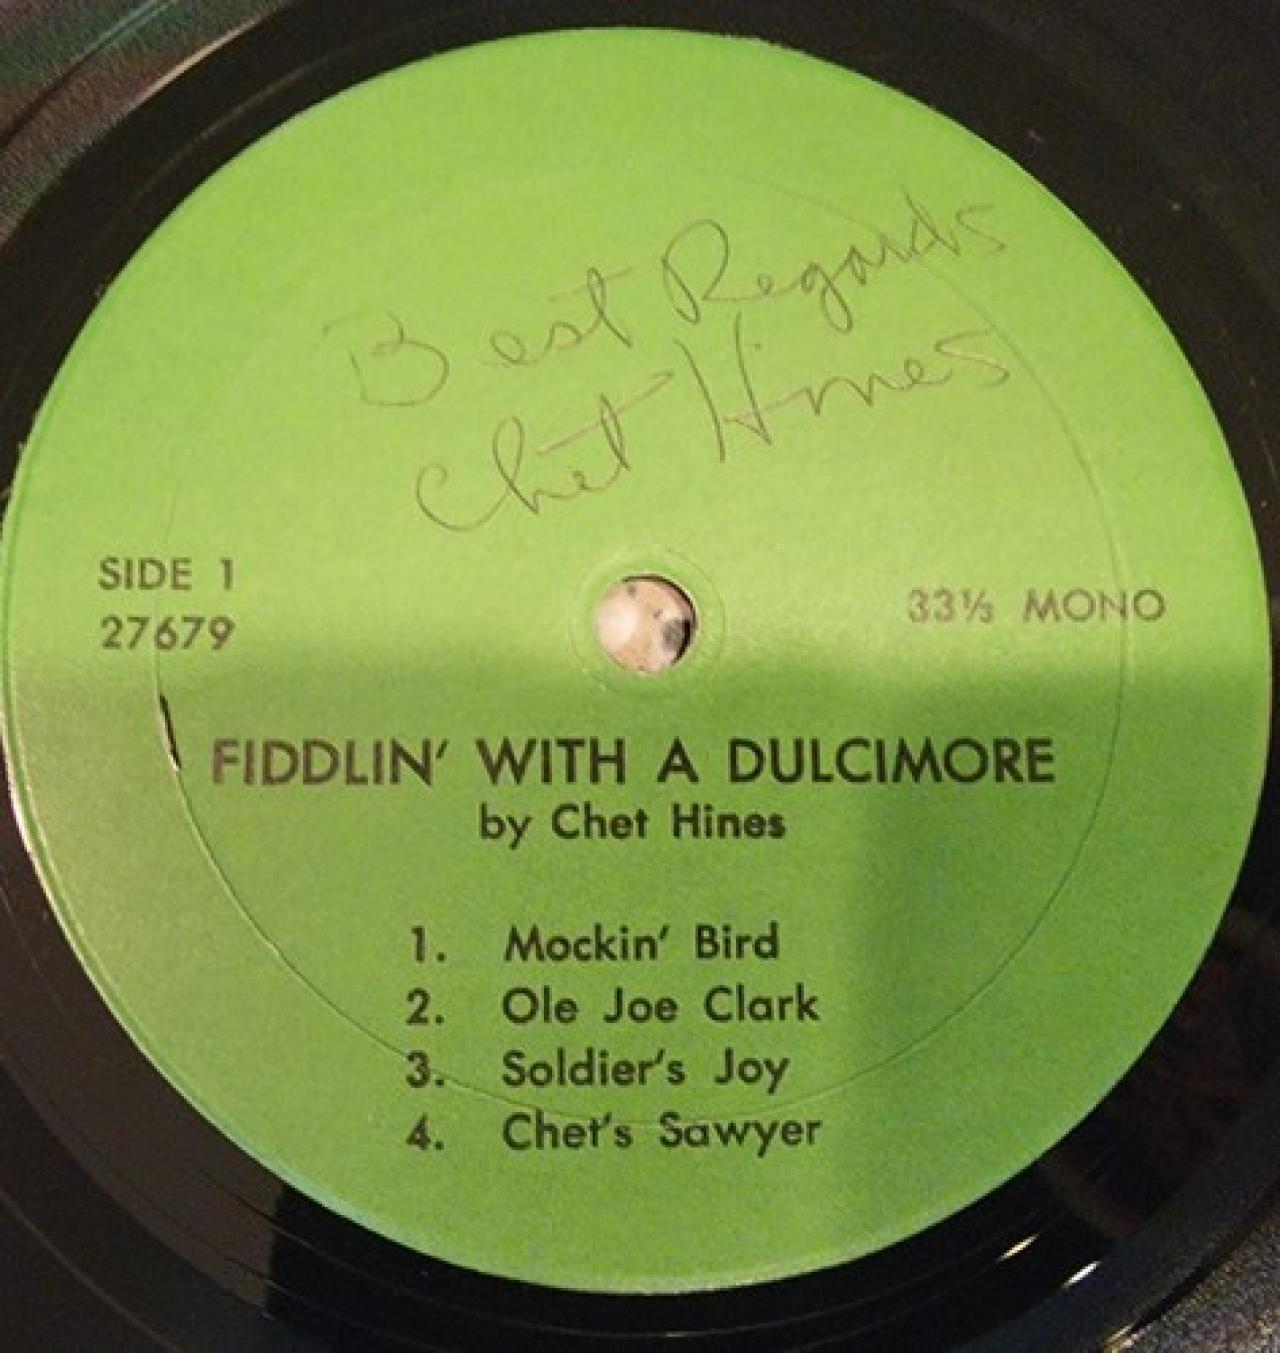 Best Regards
Chet Hines
SIDE 1
27679
33⅓ MONO
FIDDLIN' WITH A DULCIMORE
by Chet Hines
1. Mockin' Bird
2. Ole Joe Clark
3. Soldier's Joy
4. Chet's Sawyer